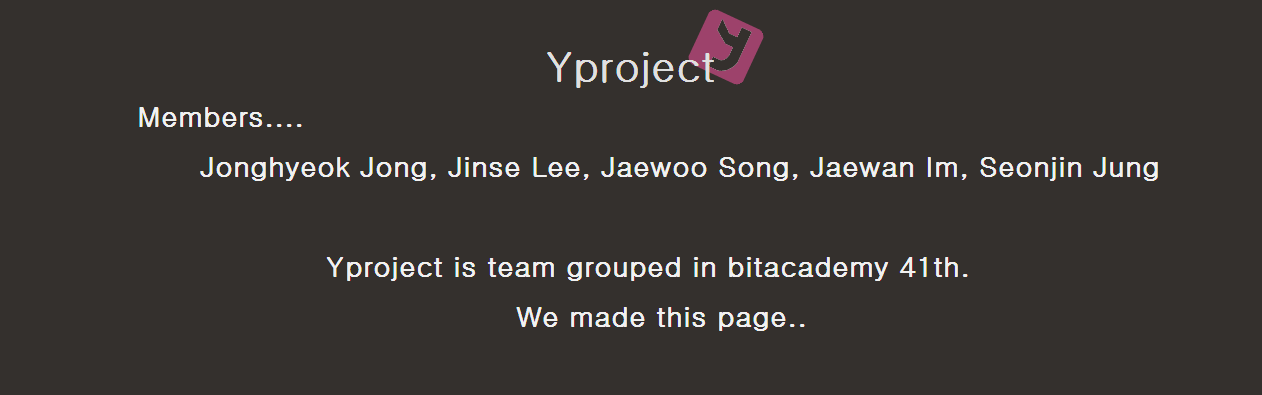 Yproject
Members....
Jonghyeok Jong, Jinse Lee, Jaewoo Song, Jaewan Im, Seonjin Jung
Yproject is team grouped in bitacademy 41th.
We made this page..